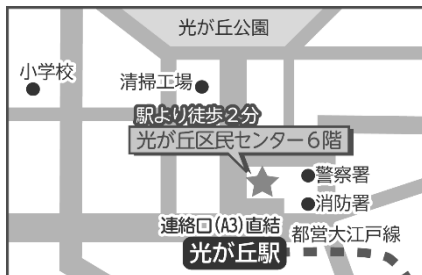 光が丘公園
小学校
清掃工場
駅より徒歩2分
光が丘区民センター6階
警察署
消防署
連絡口(A3)直結
都営大江戸線
光が丘駅